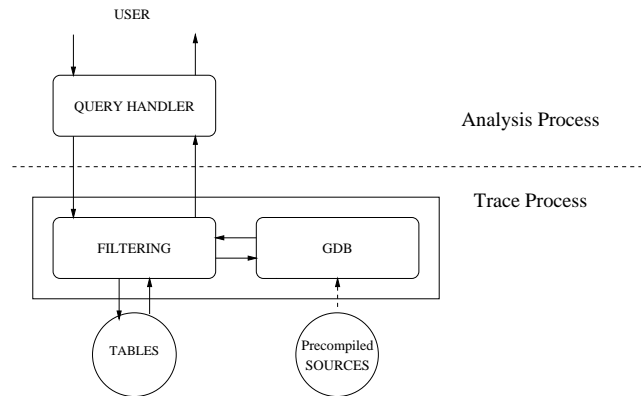 USER
QUERY HANDLER
Analysis Process
Trace Process
FILTERING
GDB
TABLES
Precompiled
SOURCES